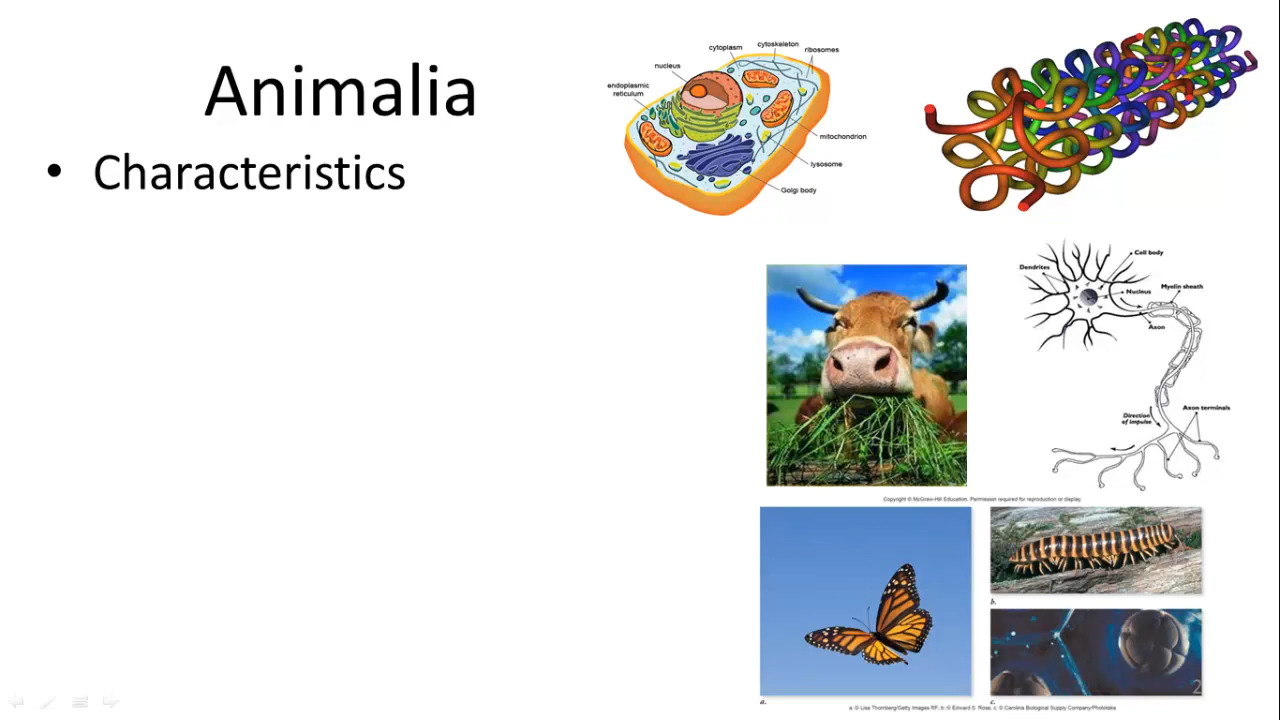 Animalia
• Characteristics
cytoplasm
cytoskeleton
ribosomes
nucleus
endoplasmic
reticulum
mitochondrion
lysosome
Golgi body
Dendrites
Cell body
Nucleus
Myelin sheath
Axon
Direction
of impulse
Axon terminals
Copyright © McGraw-Hill Education. Permission required for reproduction or display.
b.
2
a.
c.
a: © Lisa Thornberg/Getty Images RF; b: © Edward S. Ross; c: © Carolina Biological Supply Company/Phototake